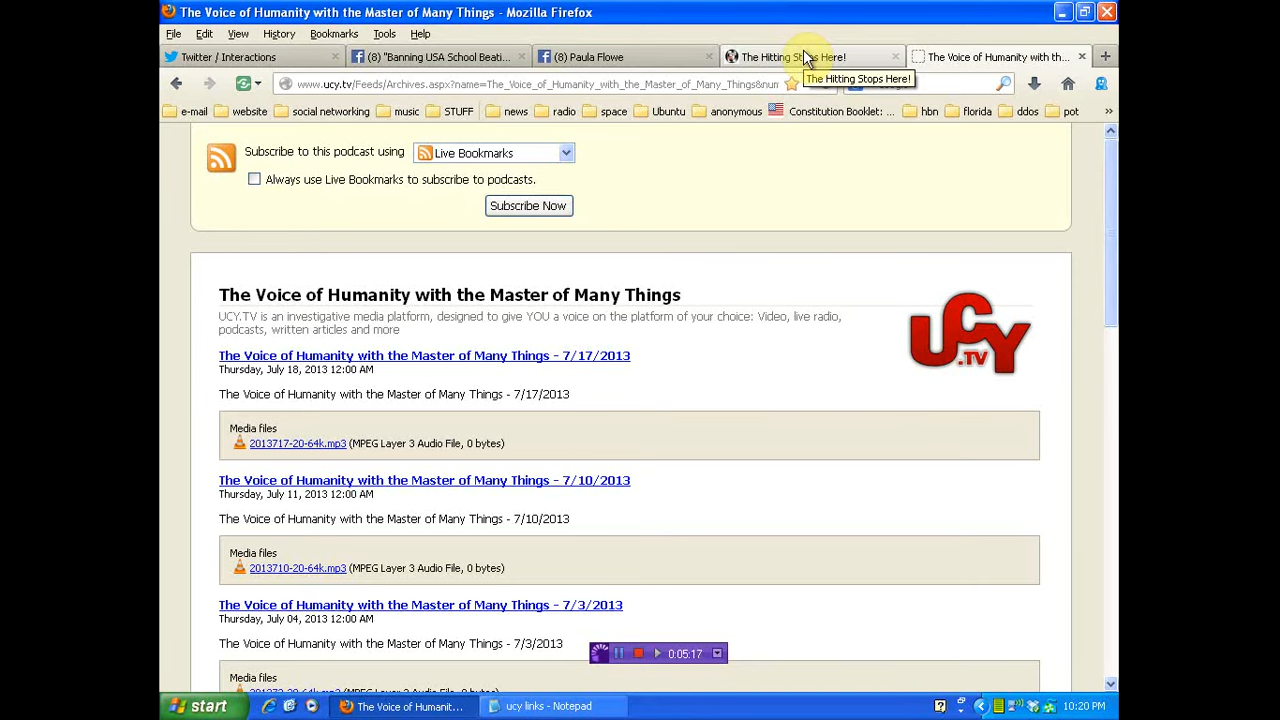 The Voice of Humanity with the Master of Many Things - Mozilla Firefox
File Edit View History Bookmarks Tools Help
Twitter / Interactions
(8) "Banning USA School Beati...
(8) Paula Flowe
The Hitting Stops Here!
The Voice of Humanity with th...
www.ucy.tv/Feeds/Archives.aspx?name=The_Voice_of_Humanity_with_the_Master_of_Many_Things&num
The Hitting Stops Here!
e-mail website social networking music STUFF news radio space Ubuntu anonymous Constitution Booklet: ... hbn florida ddos pot
Subscribe to this podcast using Live Bookmarks
Always use Live Bookmarks to subscribe to podcasts.
Subscribe Now
The Voice of Humanity with the Master of Many Things
UCY.TV is an investigative media platform, designed to give YOU a voice on the platform of your choice: Video, live radio,
podcasts, written articles and more
UCY
.TV
The Voice of Humanity with the Master of Many Things - 7/17/2013
Thursday, July 18, 2013 12:00 AM
The Voice of Humanity with the Master of Many Things - 7/17/2013
Media files
2013717-20-64k.mp3 (MPEG Layer 3 Audio File, 0 bytes)
The Voice of Humanity with the Master of Many Things - 7/10/2013
Thursday, July 11, 2013 12:00 AM
The Voice of Humanity with the Master of Many Things - 7/10/2013
Media files
2013710-20-64k.mp3 (MPEG Layer 3 Audio File, 0 bytes)
The Voice of Humanity with the Master of Many Things - 7/3/2013
Thursday, July 04, 2013 12:00 AM
The Voice of Humanity with the Master of Many Things - 7/3/2013
0:05:17
Media files
start
The Voice of Humanit...
ucy links - Notepad
10:20 PM